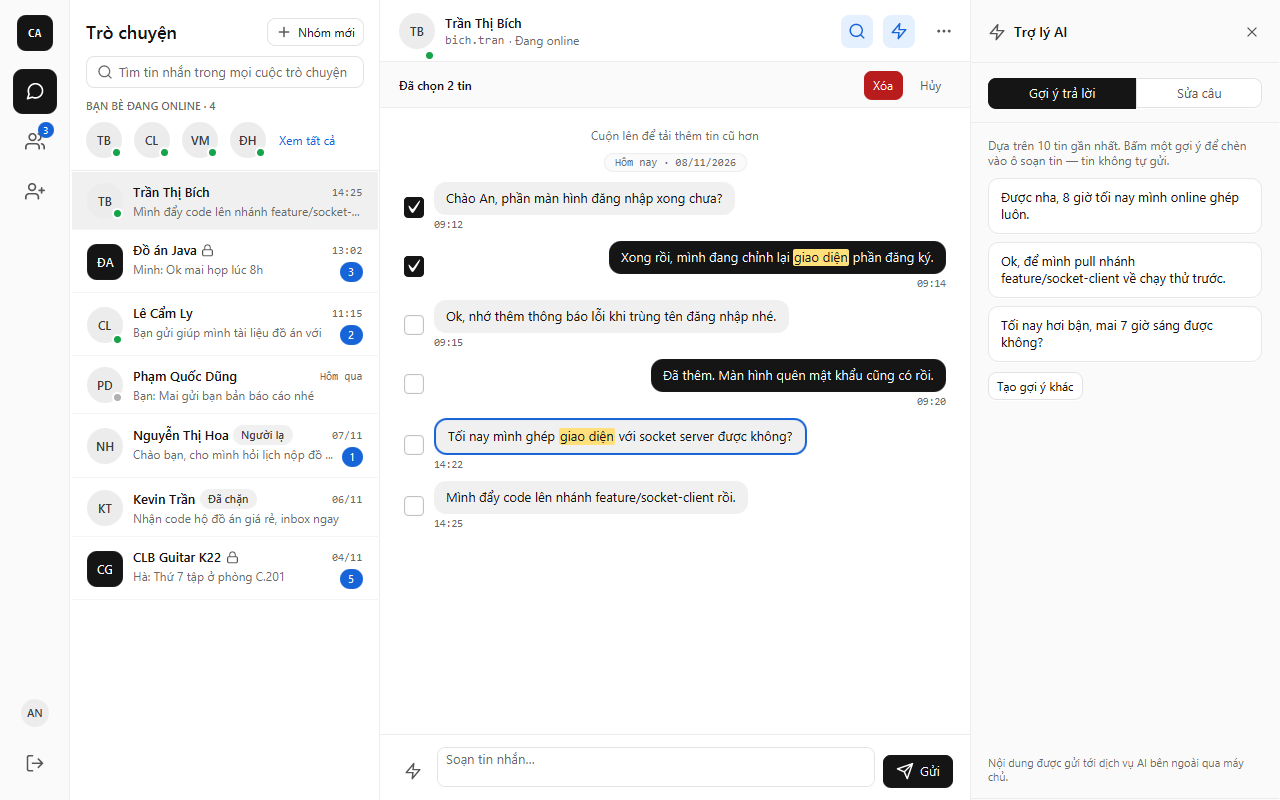 CA
3
AN
Trò chuyện
Nhóm mới
Tìm tin nhắn trong mọi cuộc trò chuyện
BẠN BÈ ĐANG ONLINE · 4
TB CL VM ĐH Xem tất cả
TB Trần Thị Bích 14:25
Mình đẩy code lên nhánh feature/socket-...
ĐA Đồ án Java 13:02
Minh: Ok mai họp lúc 8h 3
CL Lê Cẩm Ly 11:15
Bạn gửi giúp mình tài liệu đồ án với 2
PD Phạm Quốc Dũng Hôm qua
Bạn: Mai gửi bạn bản báo cáo nhé
NH Nguyễn Thị Hoa Người lạ 07/11
Chào bạn, cho mình hỏi lịch nộp đồ ... 1
KT Kevin Trần Đã chặn 06/11
Nhận code hộ đồ án giá rẻ, inbox ngay
CG CLB Guitar K22 04/11
Hà: Thứ 7 tập ở phòng C.201 5
TB Trần Thị Bích
bich.tran · Đang online
Đã chọn 2 tin Xóa Hủy
Cuộn lên để tải thêm tin cũ hơn
Hôm nay · 08/11/2026
Chào An, phần màn hình đăng nhập xong chưa?
09:12
Xong rồi, mình đang chỉnh lại giao diện phần đăng ký.
09:14
Ok, nhớ thêm thông báo lỗi khi trùng tên đăng nhập nhé.
09:15
Đã thêm. Màn hình quên mật khẩu cũng có rồi.
09:20
Tối nay mình ghép giao diện với socket server được không?
14:22
Mình đẩy code lên nhánh feature/socket-client rồi.
14:25
Soạn tin nhắn...
Gửi
Trợ lý AI
Gợi ý trả lời Sửa câu
Dựa trên 10 tin gần nhất. Bấm một gợi ý để chèn
vào ô soạn tin — tin không tự gửi.
Được nha, 8 giờ tối nay mình online ghép
luôn.
Ok, để mình pull nhánh
feature/socket-client về chạy thử trước.
Tối nay hơi bận, mai 7 giờ sáng được
không?
Tạo gợi ý khác
Nội dung được gửi tới dịch vụ AI bên ngoài qua máy
chủ.